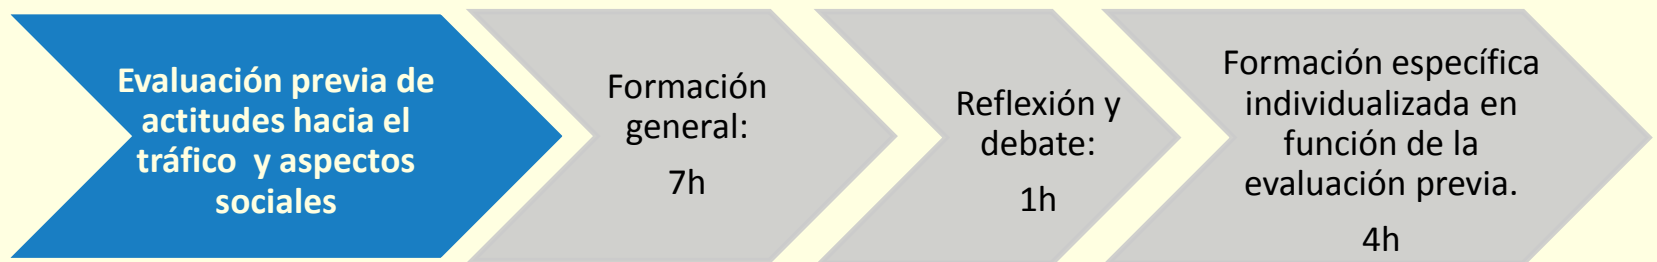 Evaluación previa de
actitudes hacia el
tráfico y aspectos
sociales
Formación
general:
7h
Reflexión y
debate:
1h
Formación específica
individualizada en
función de la
evaluación previa.
4h